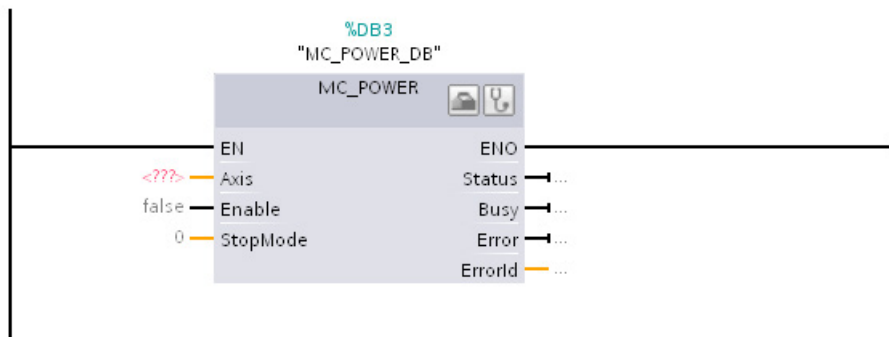 %DB3
"MC_POWER_DB"
MC_POWER
EN ENO
<???> Axis Status ...
false Enable Busy ...
0 StopMode Error ...
ErrorId ...